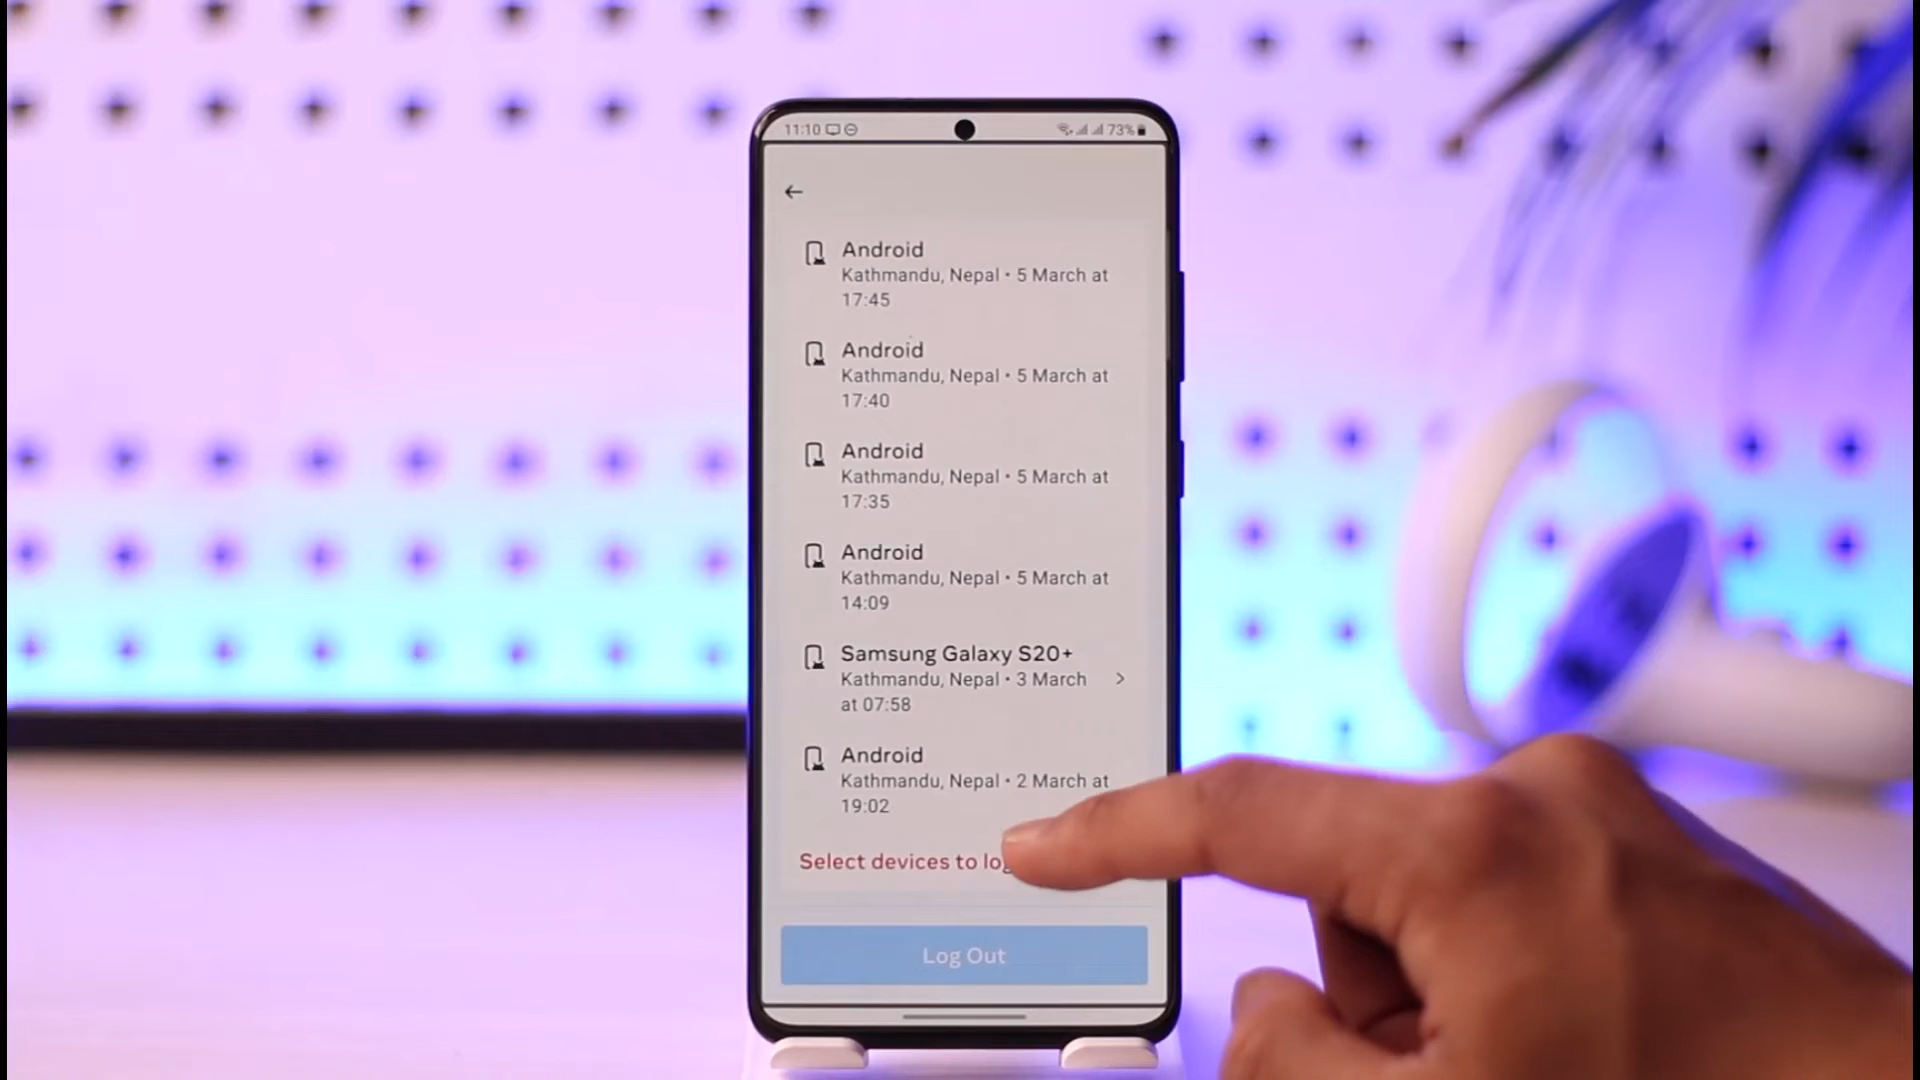 11:10 73%
Android
Kathmandu, Nepal • 5 March at
17:45
Android
Kathmandu, Nepal • 5 March at
17:40
Android
Kathmandu, Nepal • 5 March at
17:35
Android
Kathmandu, Nepal • 5 March at
14:09
Samsung Galaxy S20+
Kathmandu, Nepal • 3 March
at 07:58
Android
Kathmandu, Nepal • 2 March at
19:02
Select devices to
Log Out